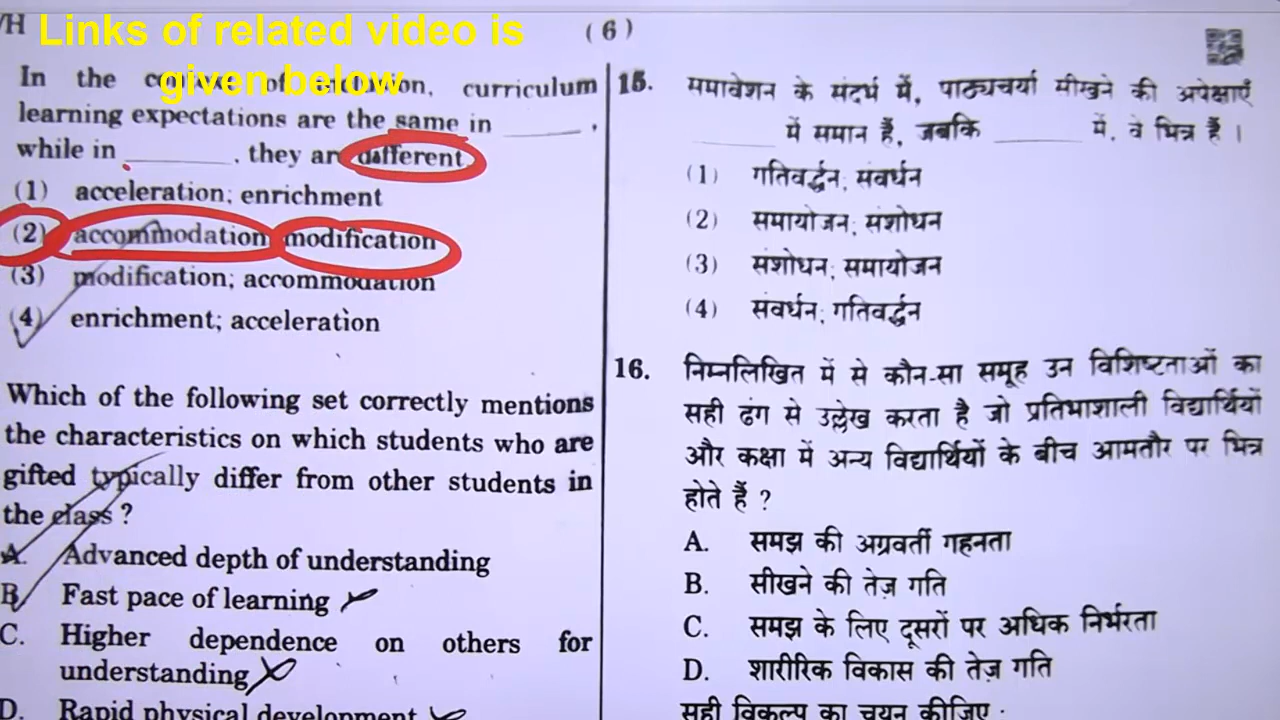 /H
Links of related video is
given below
( 6 )
In the of curriculum
learning expectations are the same in ______ ,
while in ______ , they are different
(1) acceleration; enrichment
(2) accommodation modification
(3) modification; accommodation
(4) enrichment; acceleration
Which of the following set correctly mentions
the characteristics on which students who are
gifted typically differ from other students in
the class ?
A. Advanced depth of understanding
B. Fast pace of learning
C. Higher dependence on others for
understanding
D. Rapid physical development
15. समावेशन के संदर्भ में, पाठ्यचर्या सीखने की अपेक्षाएँ
______ में समान हैं, जबकि ______ में, वे भिन्न हैं ।
(1) गतिवर्द्धन; संवर्धन
(2) समायोजन; संशोधन
(3) संशोधन; समायोजन
(4) संवर्धन; गतिवर्द्धन
16. निम्नलिखित में से कौन-सा समूह उन विशिष्टताओं का
सही ढंग से उल्लेख करता है जो प्रतिभाशाली विद्यार्थियों
और कक्षा में अन्य विद्यार्थियों के बीच आमतौर पर भिन्न
होते हैं ?
A. समझ की अग्रवर्ती गहनता
B. सीखने की तेज़ गति
C. समझ के लिए दूसरों पर अधिक निर्भरता
D. शारीरिक विकास की तेज़ गति
सही विकल्प का चयन कीजिए :